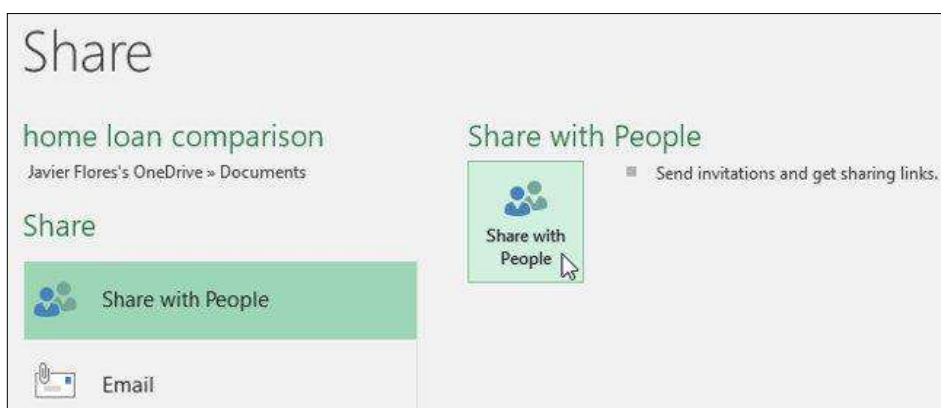 Share
home loan comparison
Javier Flores's OneDrive » Documents
Share
Share with People
Email
Share with People
Share with
People
Send invitations and get sharing links.